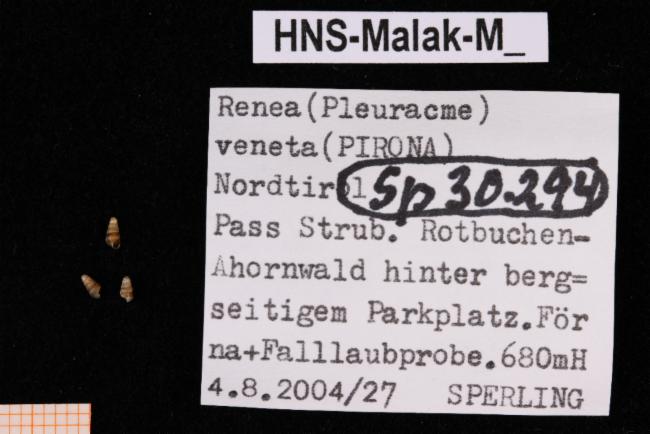 HNS-Malak-M_
Renea(Pleuracme)
veneta(PIRONA)
Nordtirol Sp 30.294
Pass Strub. Rotbuchen-
Ahornwald hinter berg=
seitigem Parkplatz.För
na+Falllaubprobe.680mH
4.8.2004/27 SPERLING